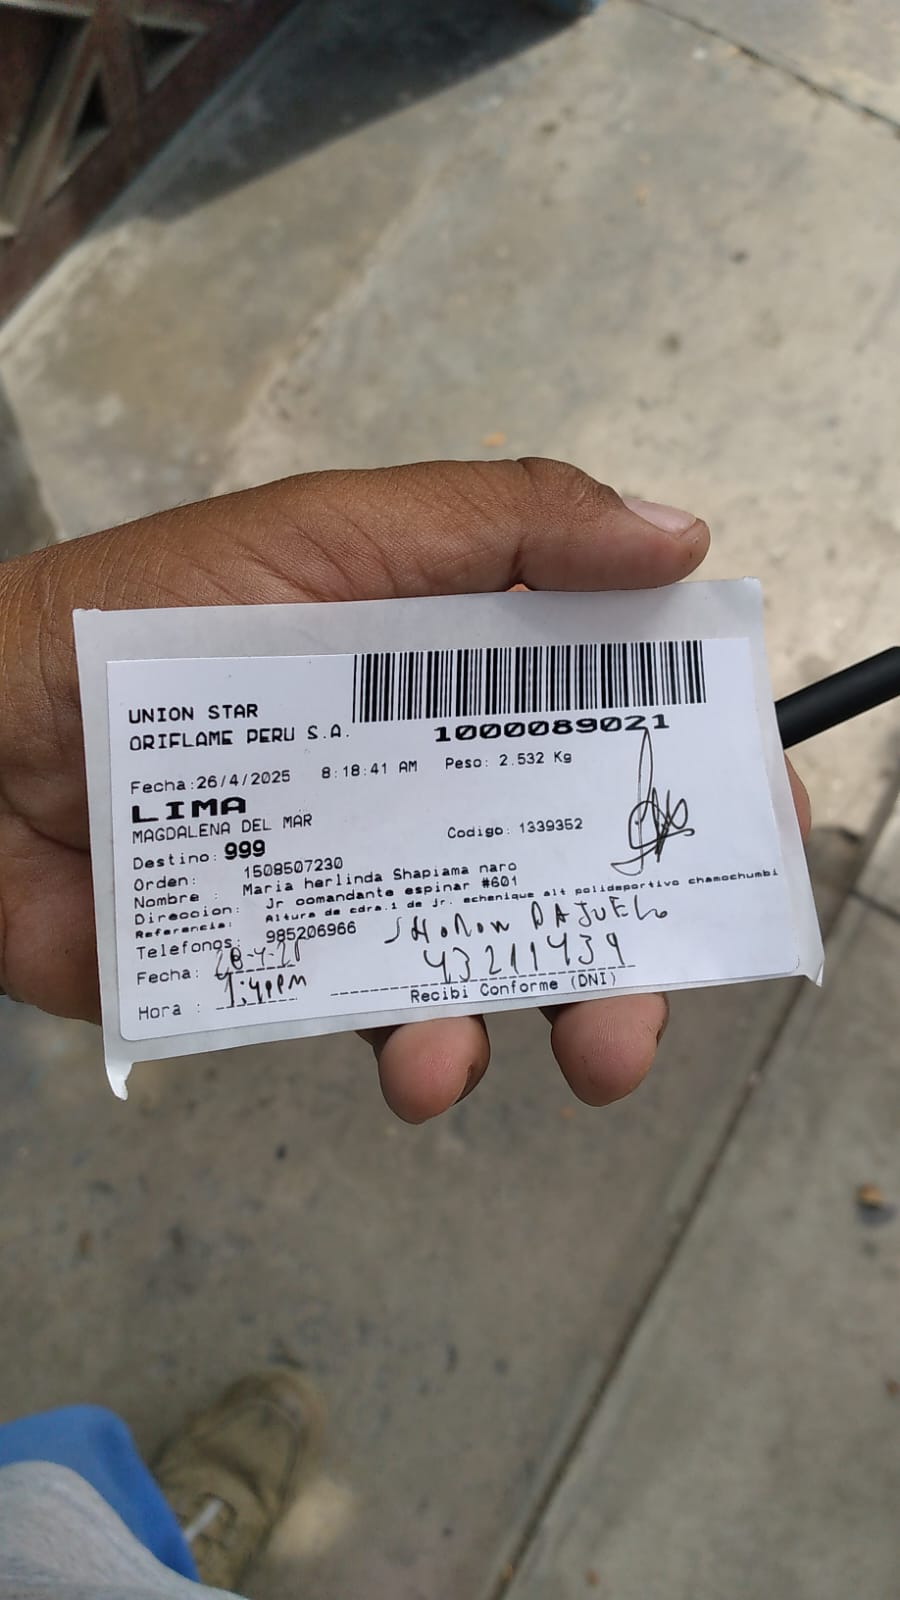 UNION STAR
ORIFLAME PERU S.A.
1000089021
Fecha:26/4/2025 8:18:41 AM Peso: 2.532 Kg
LIMA
MAGDALENA DEL MAR
Destino: 999 Codigo: 1339352
Orden: 1508507230
Nombre : Maria herlinda Shapiama naro
Direccion: Jr comandante espinar #601
Referencia: Altura de cdra.1 de jr. echenique alt polideportivo chamochumbi
Telefonos: 985206966
Fecha:
43211439
Hora :
Recibi Conforme (DNI)